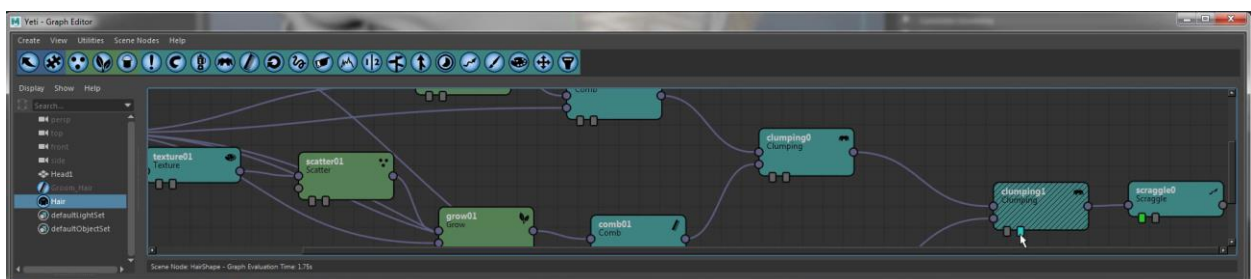 Yeti - Graph Editor
Create View Utilities Scene Nodes Help
Display Show Help
Search...
persp
top
front
side
Head1
Groom_Hair
Hair
defaultLightSet
defaultObjectSet
Comb
texture01
Texture
scatter01
Scatter
grow01
Grow
comb01
Comb
clumping0
Clumping
clumping1
Clumping
scraggle0
Scraggle
Scene Node: HairShape - Graph Evaluation Time: 1.75s